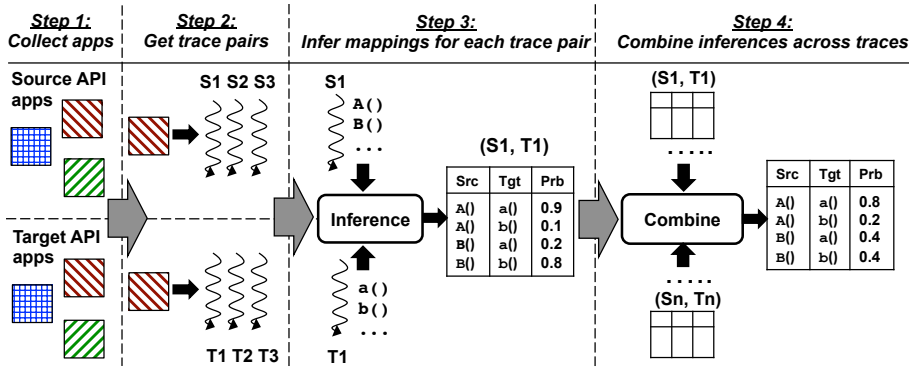 Step 1:
Collect apps
Step 2:
Get trace pairs
Step 3:
Infer mappings for each trace pair
Step 4:
Combine inferences across traces
Source API
apps
Target API
apps
S1 S2 S3
T1 T2 T3
S1
A()
B()
...
Inference
a()
b()
...
T1
(S1, T1)
Src Tgt Prb
A() a() 0.9
A() b() 0.1
B() a() 0.2
B() b() 0.8
(S1, T1)
.....
Combine
.....
(Sn, Tn)
Src Tgt Prb
A() a() 0.8
A() b() 0.2
B() a() 0.4
B() b() 0.4